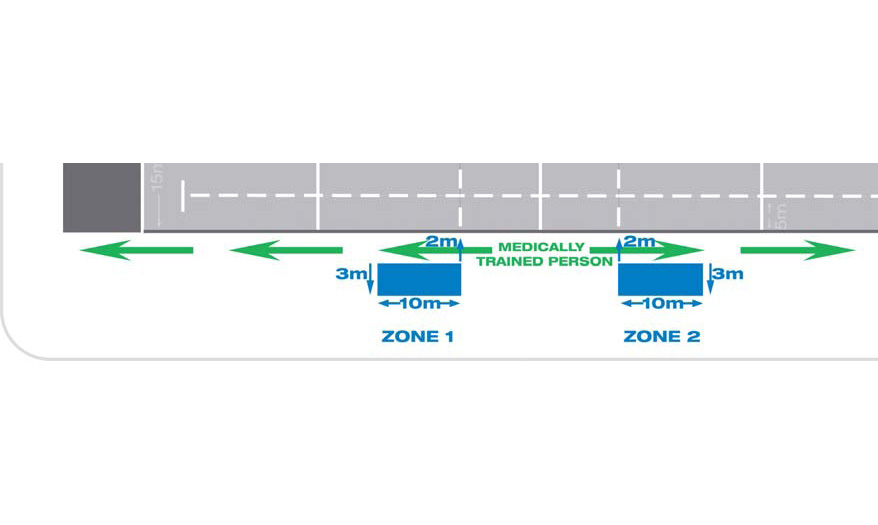 15m
5m
2m
MEDICALLY
2m
TRAINED PERSON
3m
3m
10m
10m
ZONE 1
ZONE 2